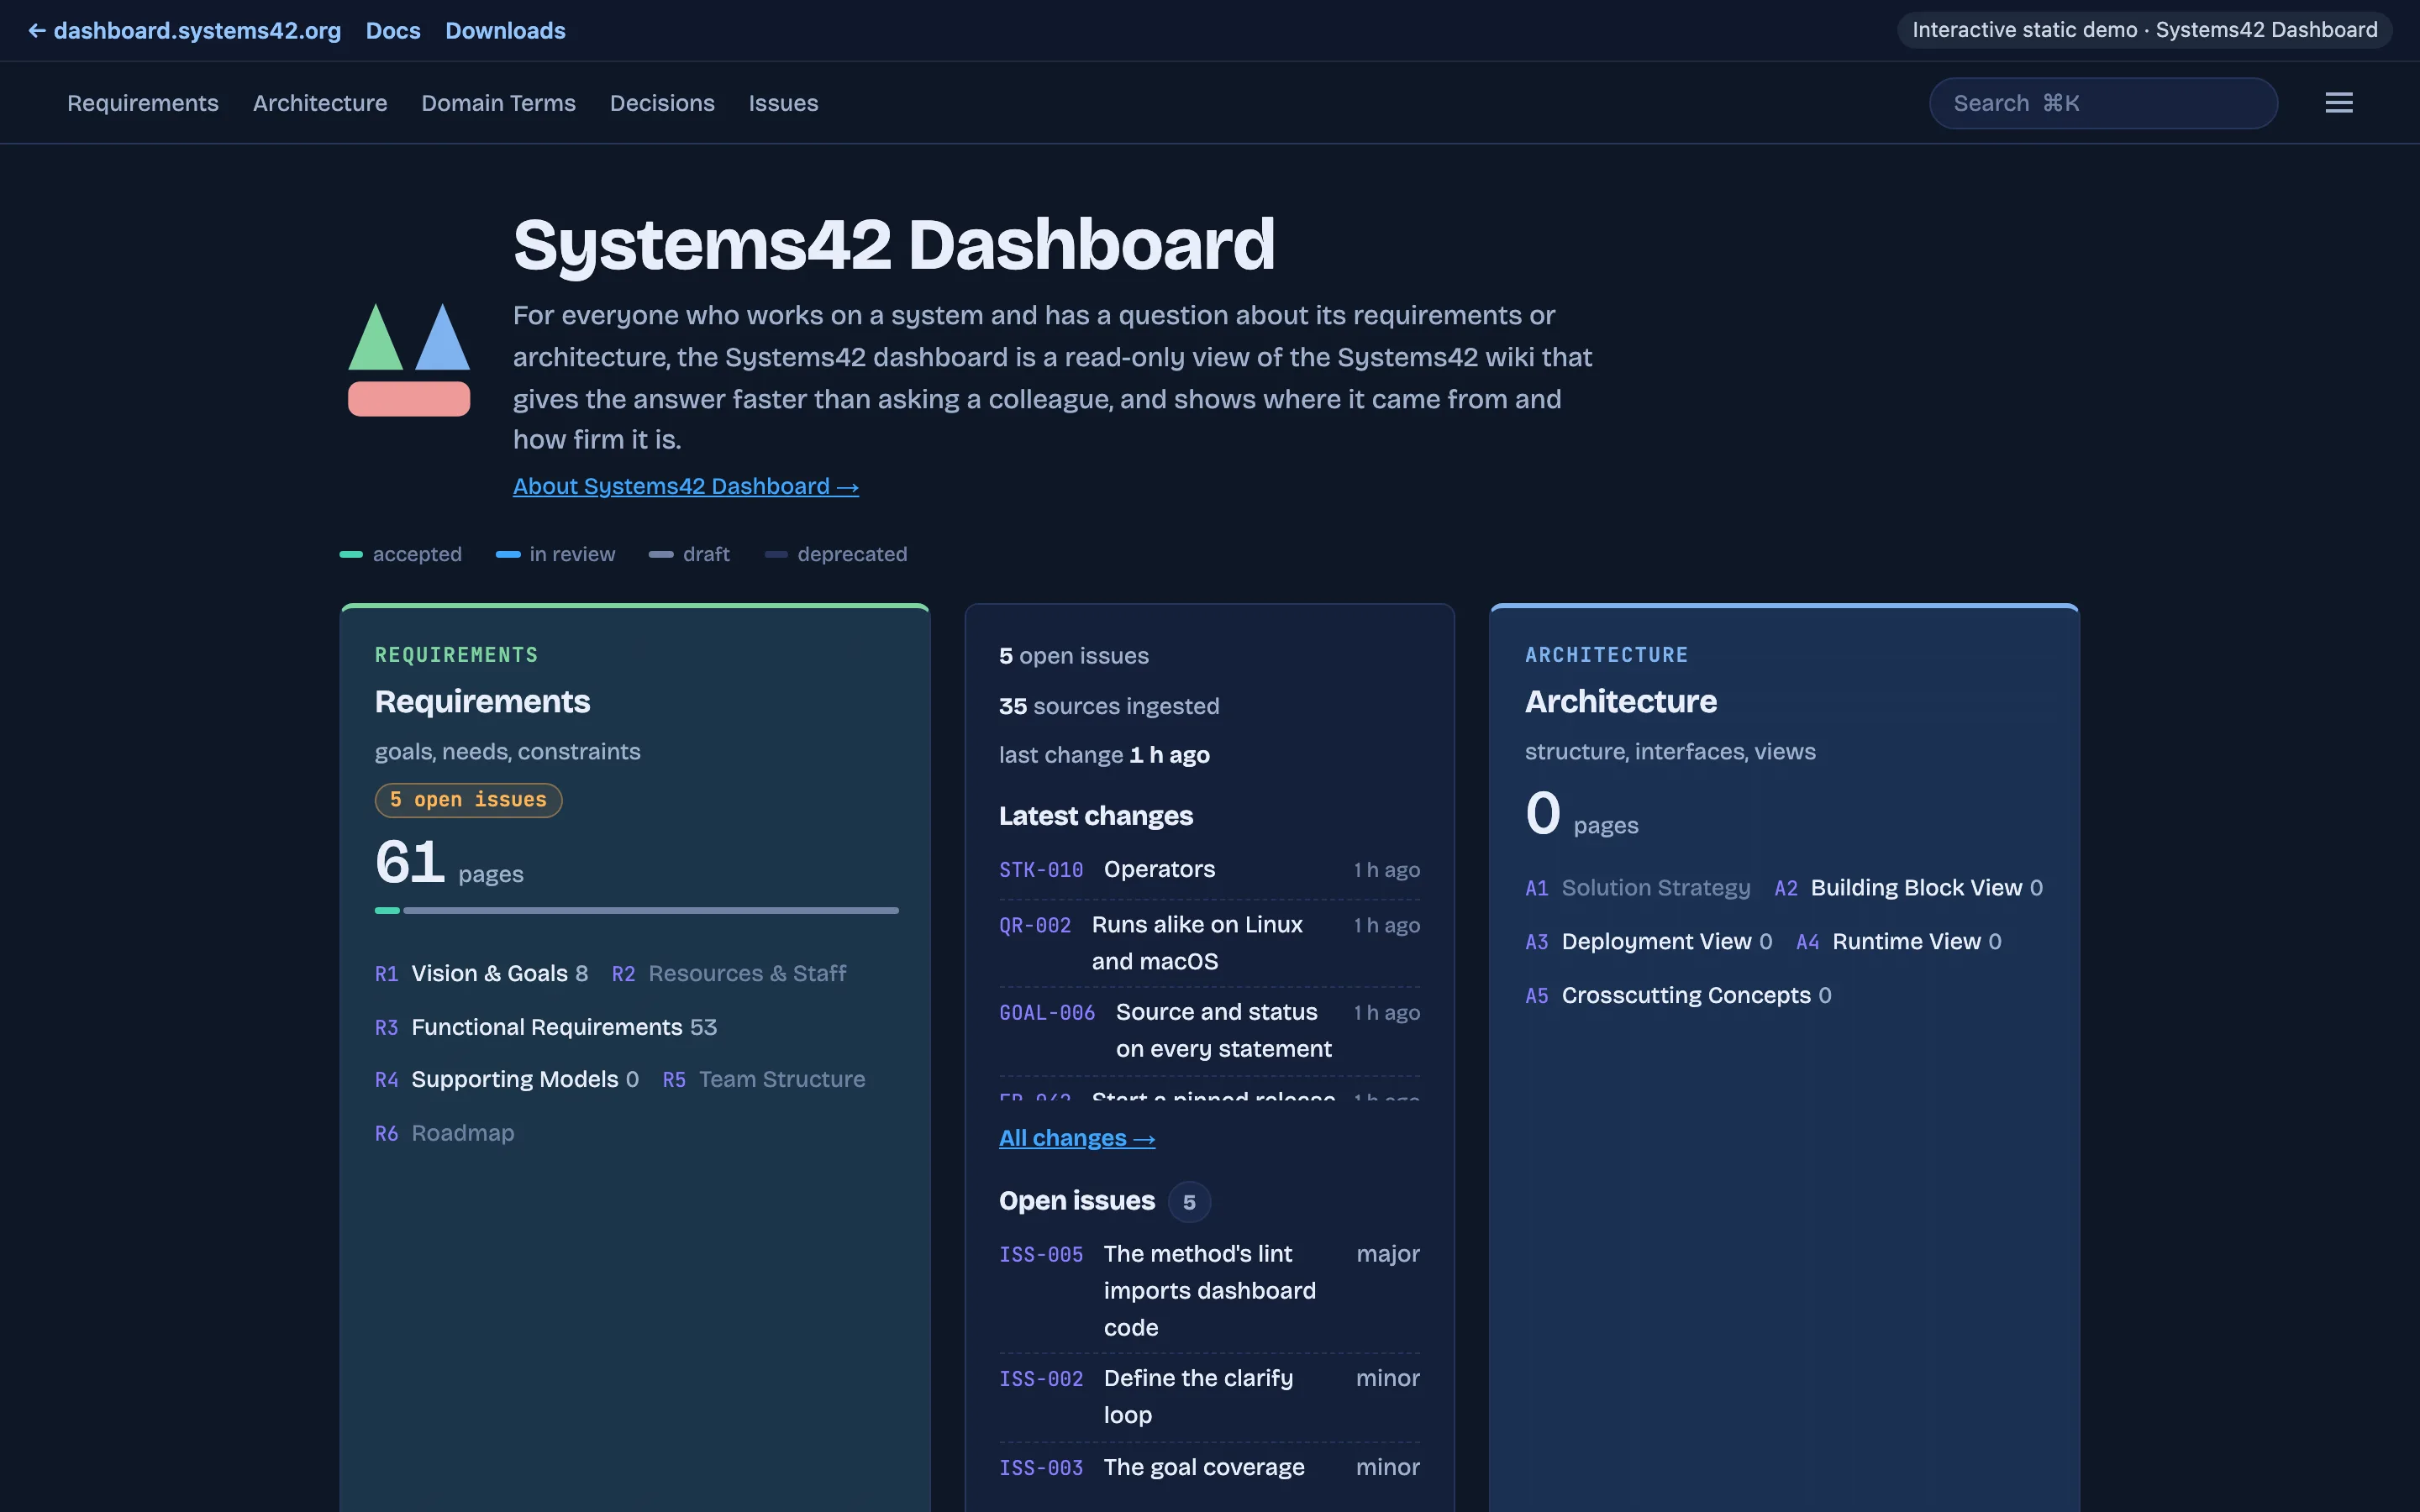 ← dashboard.systems42.org Docs Downloads
Interactive static demo · Systems42 Dashboard
Requirements Architecture Domain Terms Decisions Issues
Search ⌘K
Systems42 Dashboard
For everyone who works on a system and has a question about its requirements or
architecture, the Systems42 dashboard is a read-only view of the Systems42 wiki that
gives the answer faster than asking a colleague, and shows where it came from and
how firm it is.
About Systems42 Dashboard →
accepted in review draft deprecated
REQUIREMENTS
Requirements
goals, needs, constraints
5 open issues
61 pages
R1 Vision & Goals 8 R2 Resources & Staff
R3 Functional Requirements 53
R4 Supporting Models 0 R5 Team Structure
R6 Roadmap
5 open issues
35 sources ingested
last change 1 h ago
Latest changes
STK-010 Operators 1 h ago
QR-002 Runs alike on Linux 1 h ago
and macOS
GOAL-006 Source and status 1 h ago
on every statement
Start a pinned release 1 h ago
All changes →
Open issues 5
ISS-005 The method's lint major
imports dashboard
code
ISS-002 Define the clarify minor
loop
ISS-003 The goal coverage minor
ARCHITECTURE
Architecture
structure, interfaces, views
0 pages
A1 Solution Strategy A2 Building Block View 0
A3 Deployment View 0 A4 Runtime View 0
A5 Crosscutting Concepts 0